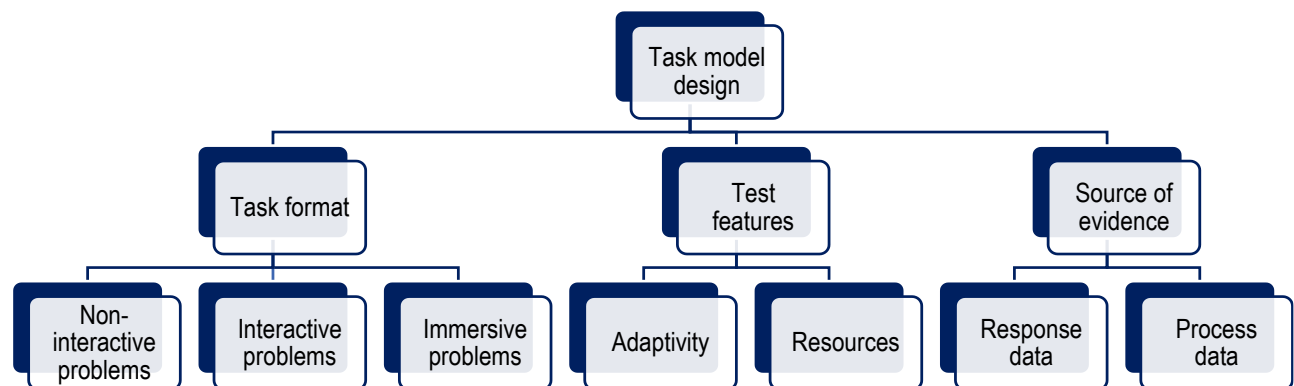 Task model
design
Task format
Test
features
Source of
evidence
Non-
interactive
problems
Interactive
problems
Immersive
problems
Adaptivity
Resources
Response
data
Process
data